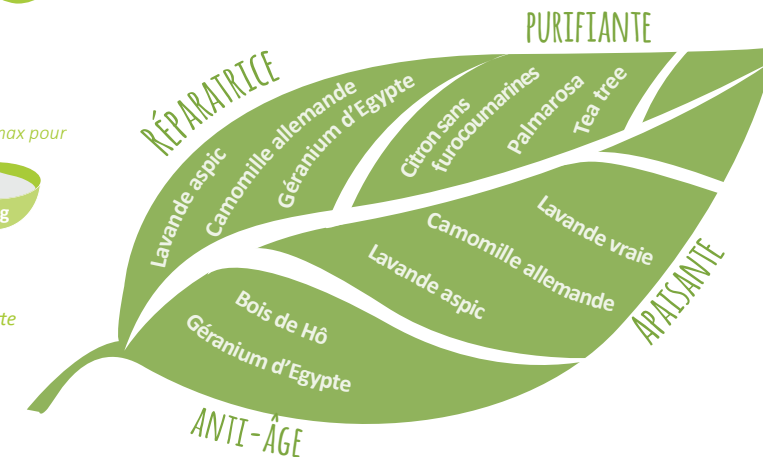 PURIFIANTE
RÉPARATRICE
max pour
g
Lavande aspic
Camomille allemande
Géranium d'Egypte
Citron sans
furocoumarines
Palmarosa
Tea tree
Lavande vraie
Camomille allemande
Lavande aspic
APAISANTE
Bois de Hô
Géranium d'Egypte
ANTI-ÂGE